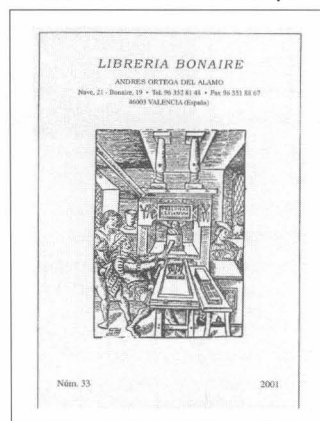 LIBRERIA BONAIRE
ANDRES ORTEGA DEL ALAMO
Nave, 21 - Bonaire, 19 • Tel. 96 352 81 48 • Fax 96 351 88 67
46003 VALENCIA (España)
Núm. 33
2001